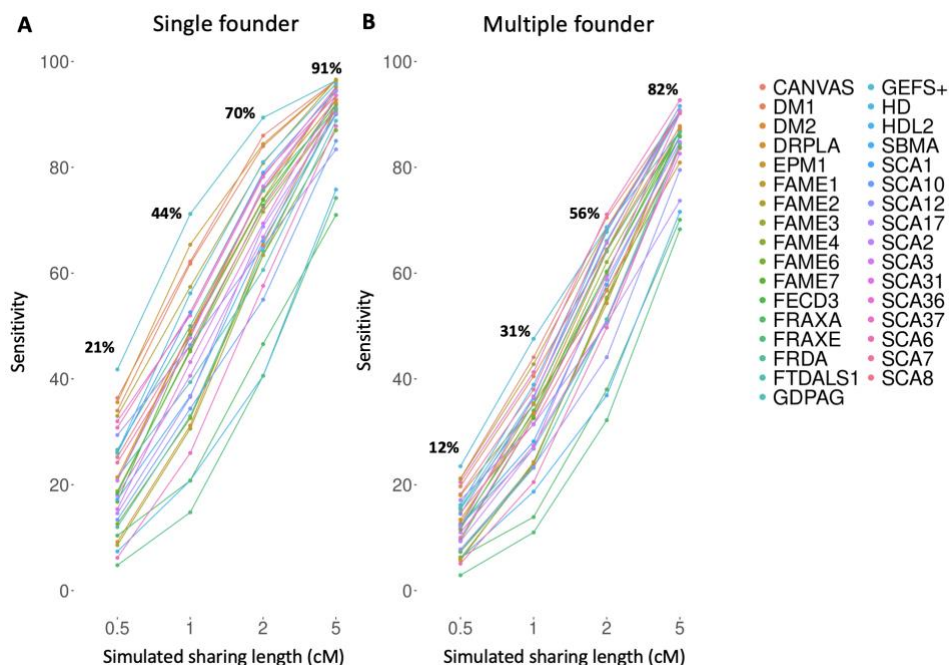 A Single founder B Multiple founder
100-
80-
60-
40-
20-
0-
Sensitivity
21%
44%
70%
91%
0.5 1 2 5
Simulated sharing length (cM)
100-
80-
60-
40-
20-
0-
Sensitivity
12%
31%
56%
82%
0.5 1 2 5
Simulated sharing length (cM)
CANVAS
DM1
DM2
DRPLA
EPM1
FAME1
FAME2
FAME3
FAME4
FAME6
FAME7
FECD3
FRAXA
FRAXE
FRDA
FTDALS1
GDPAG
GEFS+
HD
HDL2
SBMA
SCA1
SCA10
SCA12
SCA17
SCA2
SCA3
SCA31
SCA36
SCA37
SCA6
SCA7
SCA8